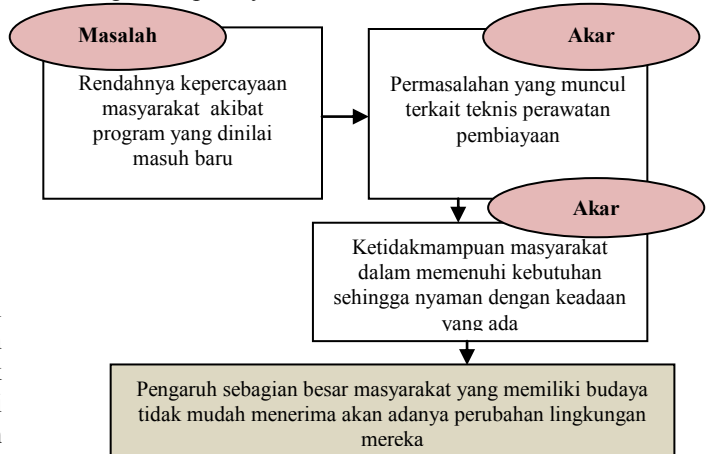 Masalah
Rendahnya kepercayaan
masyarakat akibat
program yang dinilai
masuh baru
Akar
Permasalahan yang muncul
terkait teknis perawatan
pembiayaan
Akar
Ketidakmampuan masyarakat
dalam memenuhi kebutuhan
sehingga nyaman dengan keadaan
yang ada
Pengaruh sebagian besar masyarakat yang memiliki budaya
tidak mudah menerima akan adanya perubahan lingkungan
mereka